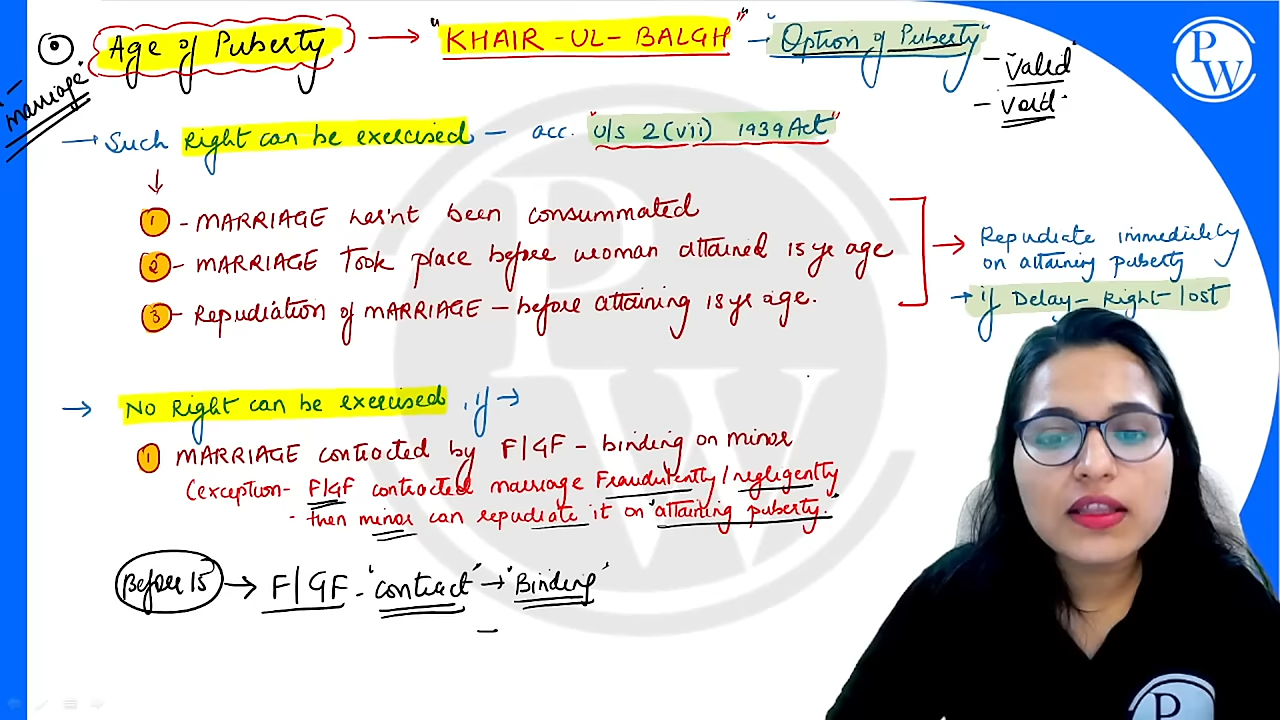 Age of Puberty → "KHAIR-UL-BALGH" - "Option of Puberty"
- "Valid"
- Void
- "marriage"
→ Such Right can be exercised - acc. "U/s 2(vii) 1939 Act"
↓
1 - MARRIAGE has'nt been consummated
2 - MARRIAGE Took place before woman attained 15 yr age
3 - Repudiation of MARRIAGE - before attaining 18 yr age.
→ Repudiate immediately
on attaining puberty
→ if Delay - Right lost
→ No Right can be exercised, if →
1 MARRIAGE contracted by F/GF - binding on minor
(exception - F/GF contracted marriage Fraudulently/negligently
- then minor can repudiate it on "attaining puberty."
Before 15 → F/GF - "contract" → "Binding"
PW
PW
P